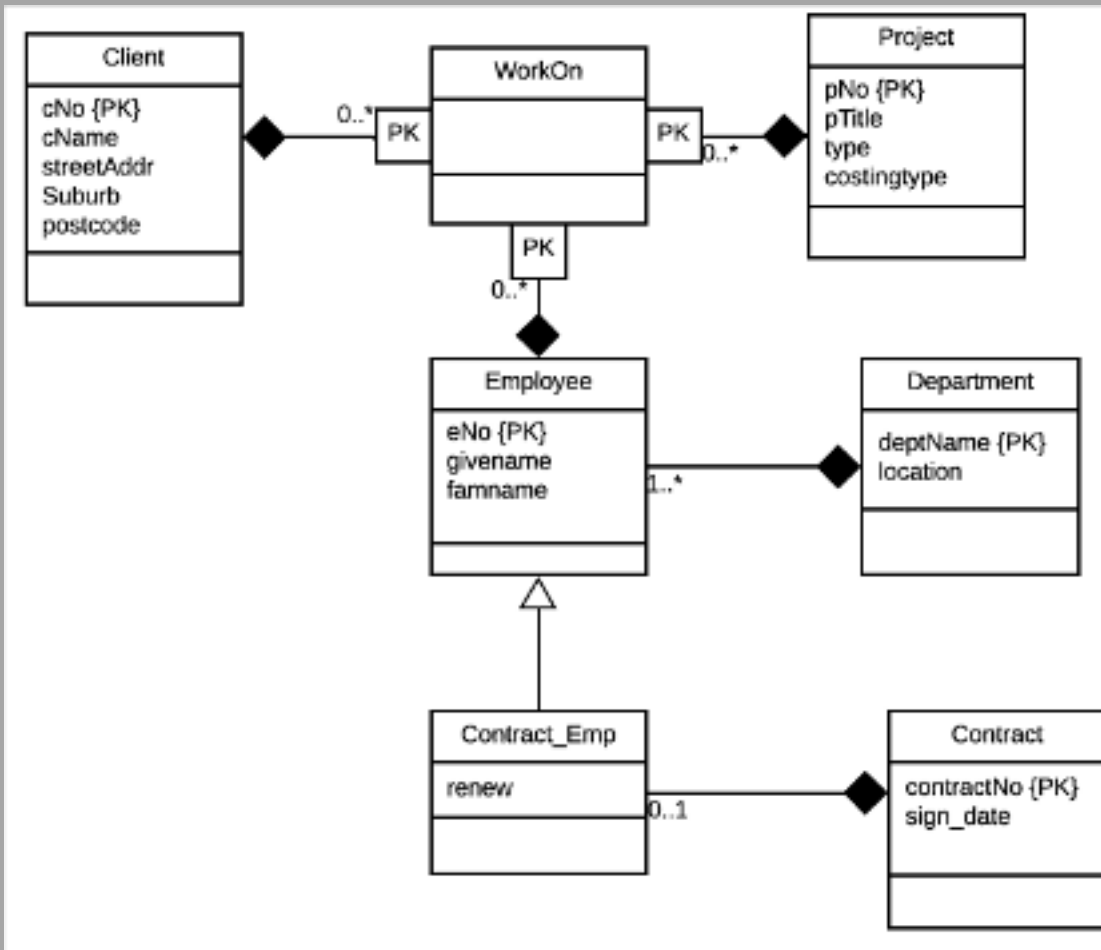 Client
cNo {PK}
cName
streetAddr
Suburb
postcode
0..*
PK
WorkOn
PK
0..*
PK
0..*
Project
pNo {PK}
pTitle
type
costingtype
Employee
eNo {PK}
givename
famname
1..*
Department
deptName {PK}
location
Contract_Emp
renew
0..1
Contract
contractNo {PK}
sign_date